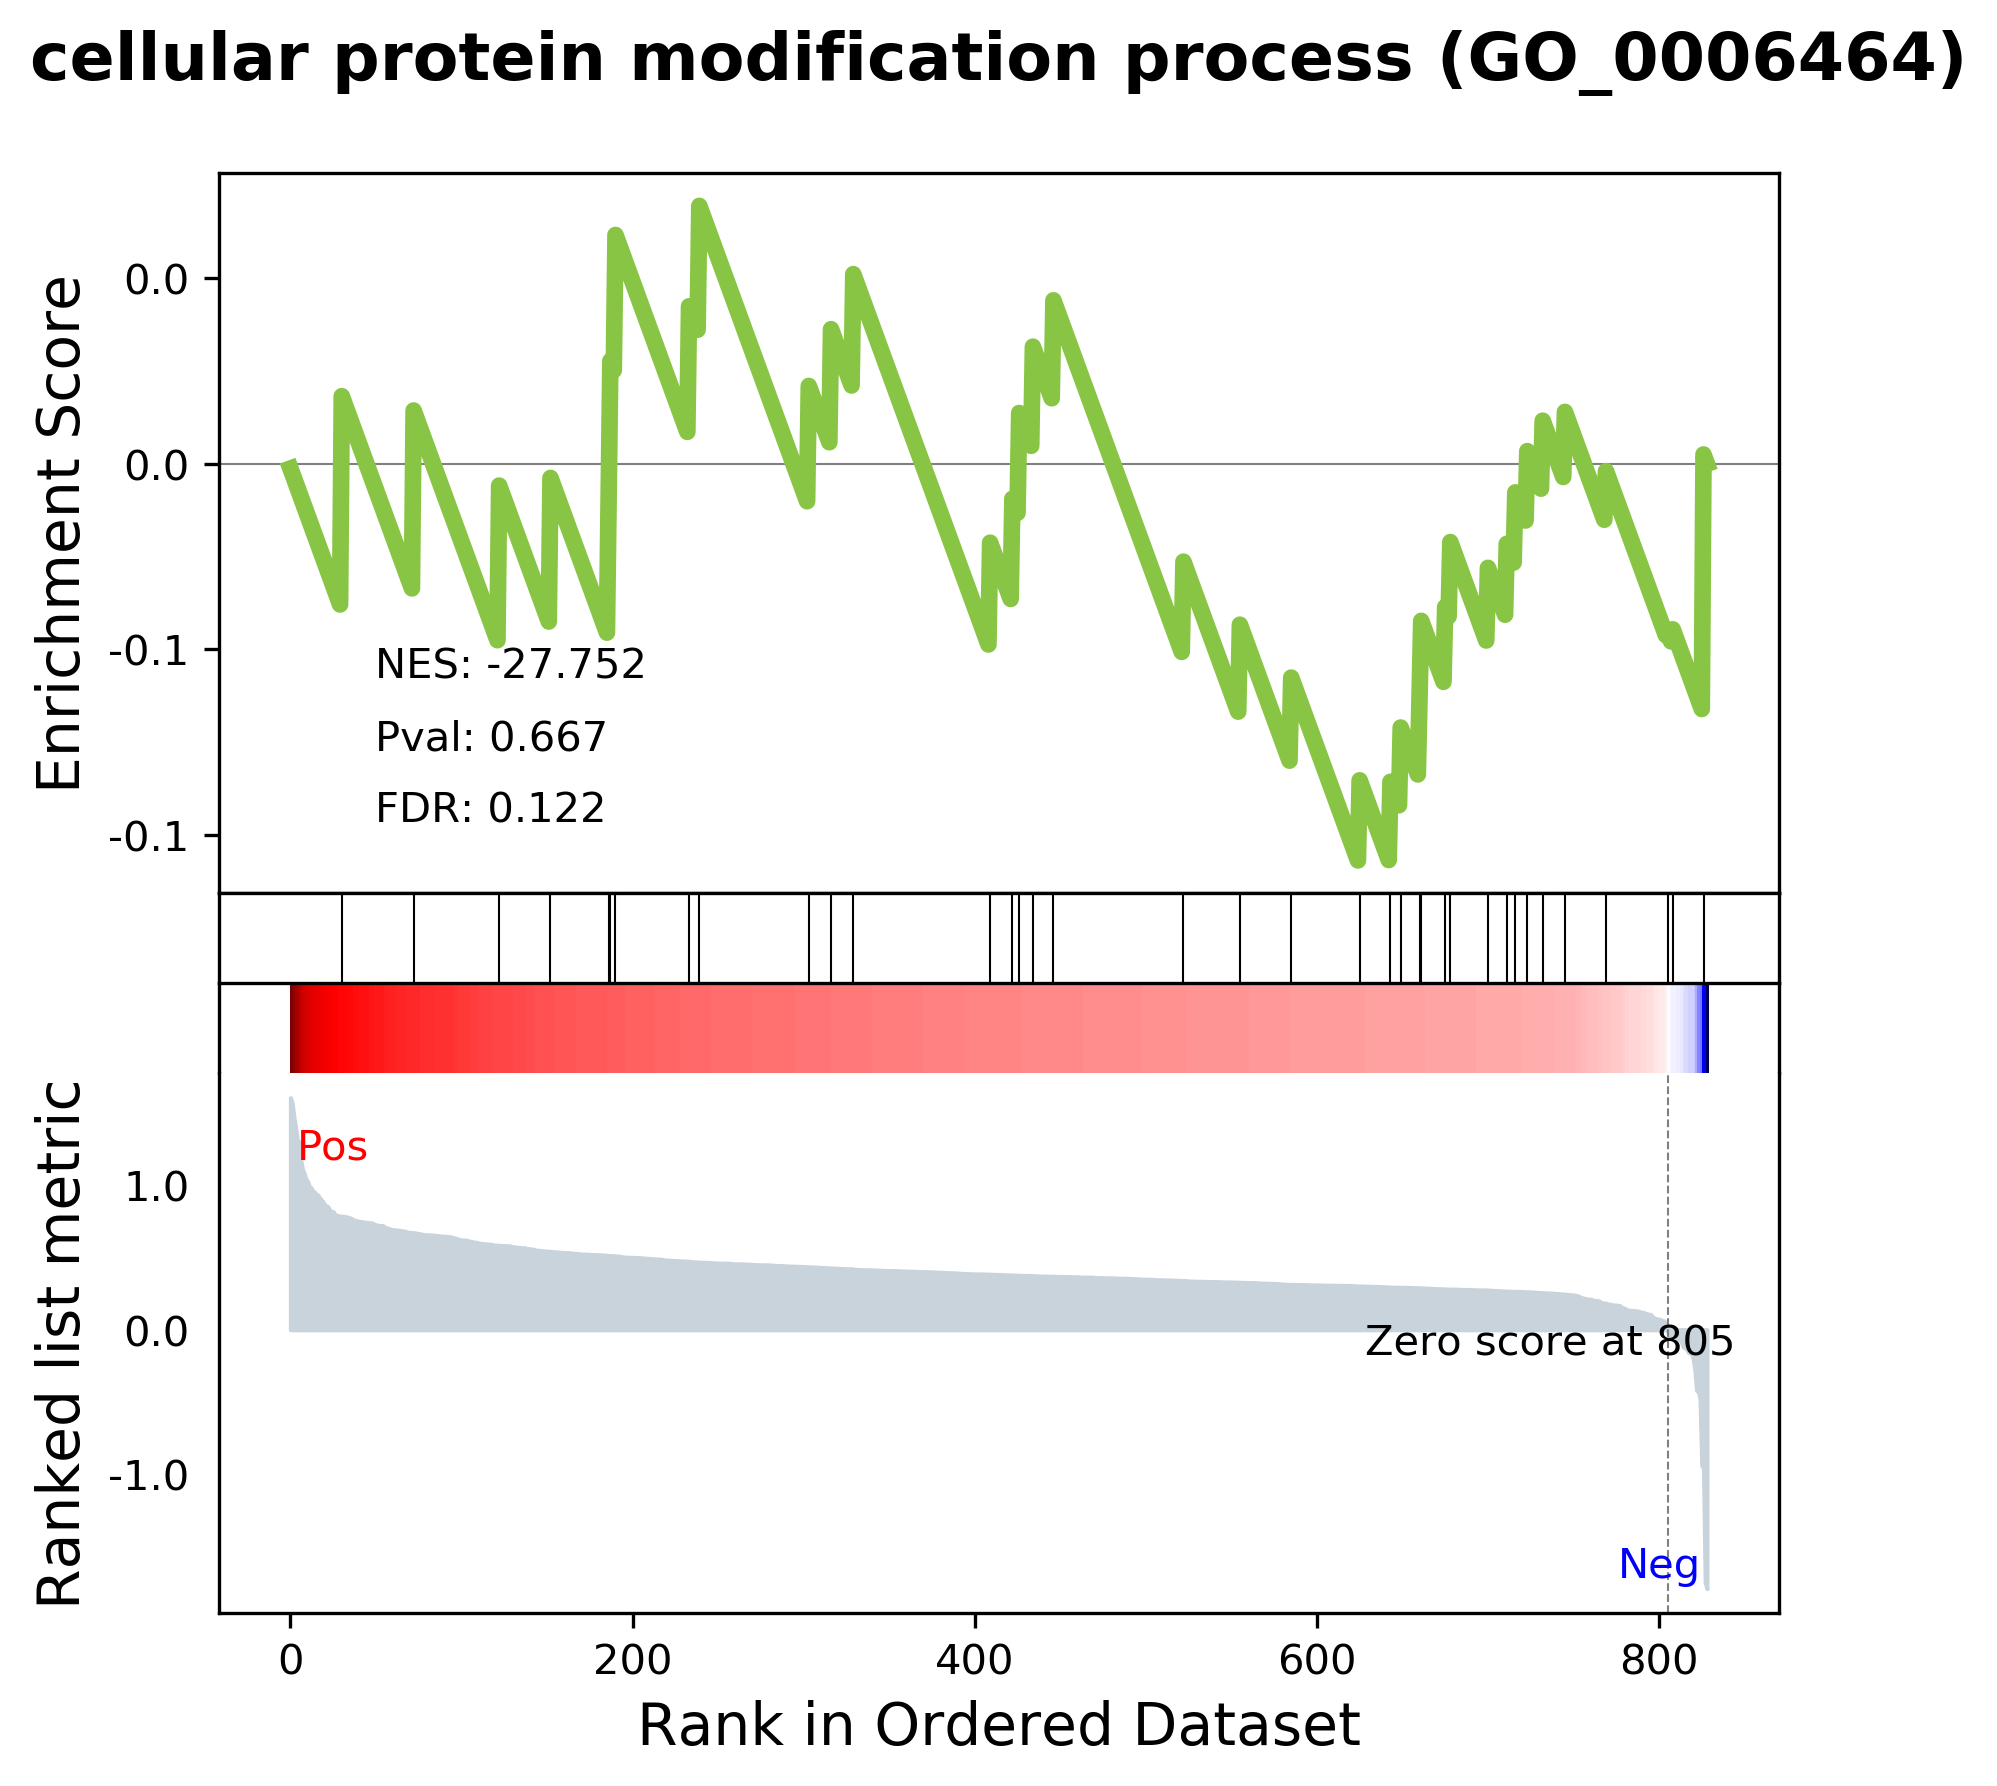 cellular protein modification process (GO_0006464)
Enrichment Score
0.0
0.0
-0.1
-0.1
NES: -27.752
Pval: 0.667
FDR: 0.122
Ranked list metric
Pos
1.0
0.0
-1.0
Zero score at 805
Neg
0 200 400 600 800
Rank in Ordered Dataset